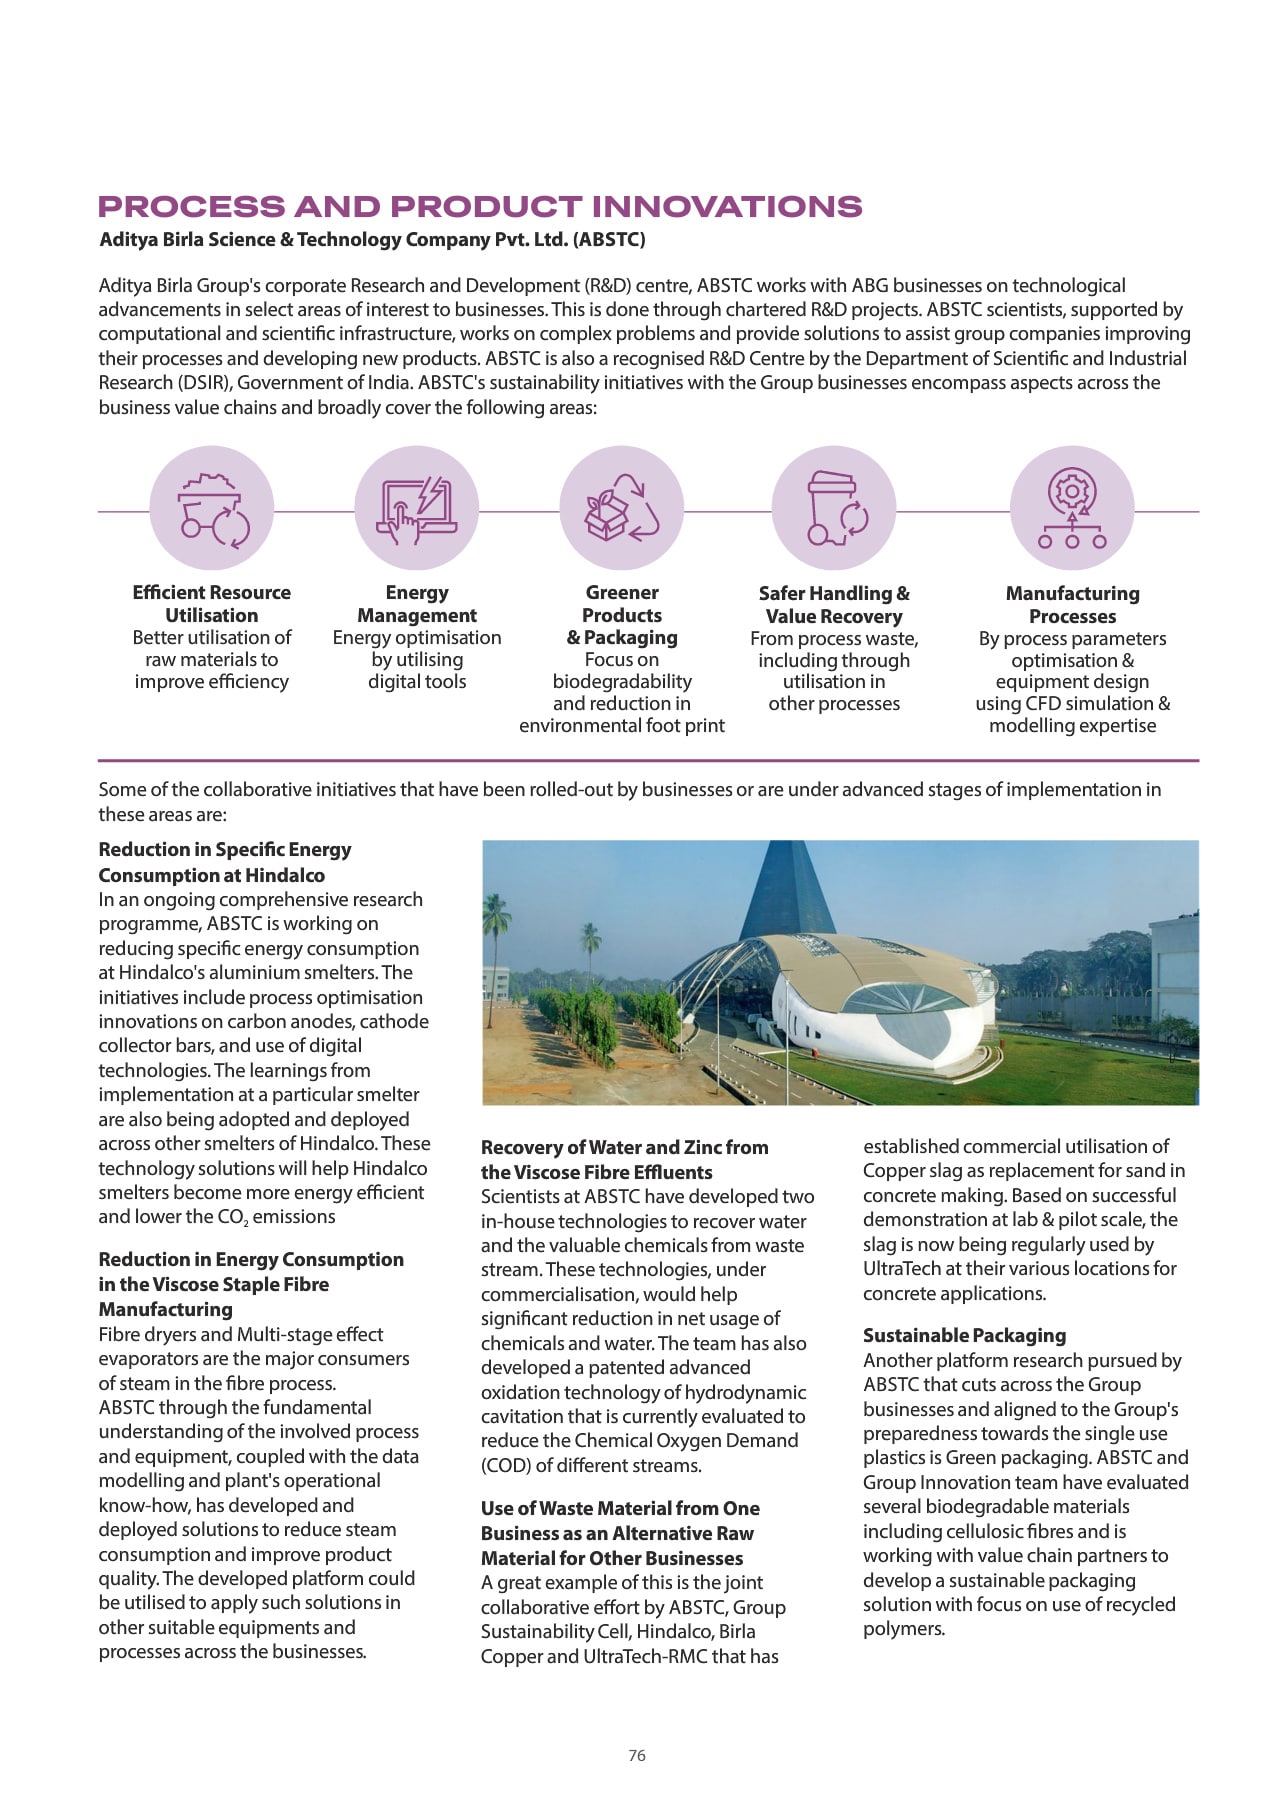 PROCESS AND PRODUCT INNOVATIONS
Aditya Birla Science & Technology Company Pvt. Ltd. (ABSTC)
Aditya Birla Group's corporate Research and Development (R&D) centre, ABSTC works with ABG businesses on technological
advancements in select areas of interest to businesses. This is done through chartered R&D projects. ABSTC scientists, supported by
computational and scientific infrastructure, works on complex problems and provide solutions to assist group companies improving
their processes and developing new products. ABSTC is also a recognised R&D Centre by the Department of Scientific and Industrial
Research (DSIR), Government of India. ABSTC's sustainability initiatives with the Group businesses encompass aspects across the
business value chains and broadly cover the following areas:
Efficient Resource
Utilisation
Better utilisation of
raw materials to
improve efficiency
Energy
Management
Energy optimisation
by utilising
digital tools
Greener
Products
& Packaging
Focus on
biodegradability
and reduction in
environmental foot print
Safer Handling &
Value Recovery
From process waste,
including through
utilisation in
other processes
Manufacturing
Processes
By process parameters
optimisation &
equipment design
using CFD simulation &
modelling expertise
Some of the collaborative initiatives that have been rolled-out by businesses or are under advanced stages of implementation in
these areas are:
Reduction in Specific Energy
Consumption at Hindalco
In an ongoing comprehensive research
programme, ABSTC is working on
reducing specific energy consumption
at Hindalco's aluminium smelters. The
initiatives include process optimisation
innovations on carbon anodes, cathode
collector bars, and use of digital
technologies. The learnings from
implementation at a particular smelter
are also being adopted and deployed
across other smelters of Hindalco. These
technology solutions will help Hindalco
smelters become more energy efficient
and lower the CO₂ emissions
Reduction in Energy Consumption
in the Viscose Staple Fibre
Manufacturing
Fibre dryers and Multi-stage effect
evaporators are the major consumers
of steam in the fibre process.
ABSTC through the fundamental
understanding of the involved process
and equipment, coupled with the data
modelling and plant's operational
know-how, has developed and
deployed solutions to reduce steam
consumption and improve product
quality. The developed platform could
be utilised to apply such solutions in
other suitable equipments and
processes across the businesses.
Recovery of Water and Zinc from
the Viscose Fibre Effluents
Scientists at ABSTC have developed two
in-house technologies to recover water
and the valuable chemicals from waste
stream. These technologies, under
commercialisation, would help
significant reduction in net usage of
chemicals and water. The team has also
developed a patented advanced
oxidation technology of hydrodynamic
cavitation that is currently evaluated to
reduce the Chemical Oxygen Demand
(COD) of different streams.
Use of Waste Material from One
Business as an Alternative Raw
Material for Other Businesses
A great example of this is the joint
collaborative effort by ABSTC, Group
Sustainability Cell, Hindalco, Birla
Copper and UltraTech-RMC that has
established commercial utilisation of
Copper slag as replacement for sand in
concrete making. Based on successful
demonstration at lab & pilot scale, the
slag is now being regularly used by
UltraTech at their various locations for
concrete applications.
Sustainable Packaging
Another platform research pursued by
ABSTC that cuts across the Group
businesses and aligned to the Group's
preparedness towards the single use
plastics is Green packaging. ABSTC and
Group Innovation team have evaluated
several biodegradable materials
including cellulosic fibres and is
working with value chain partners to
develop a sustainable packaging
solution with focus on use of recycled
polymers.
76